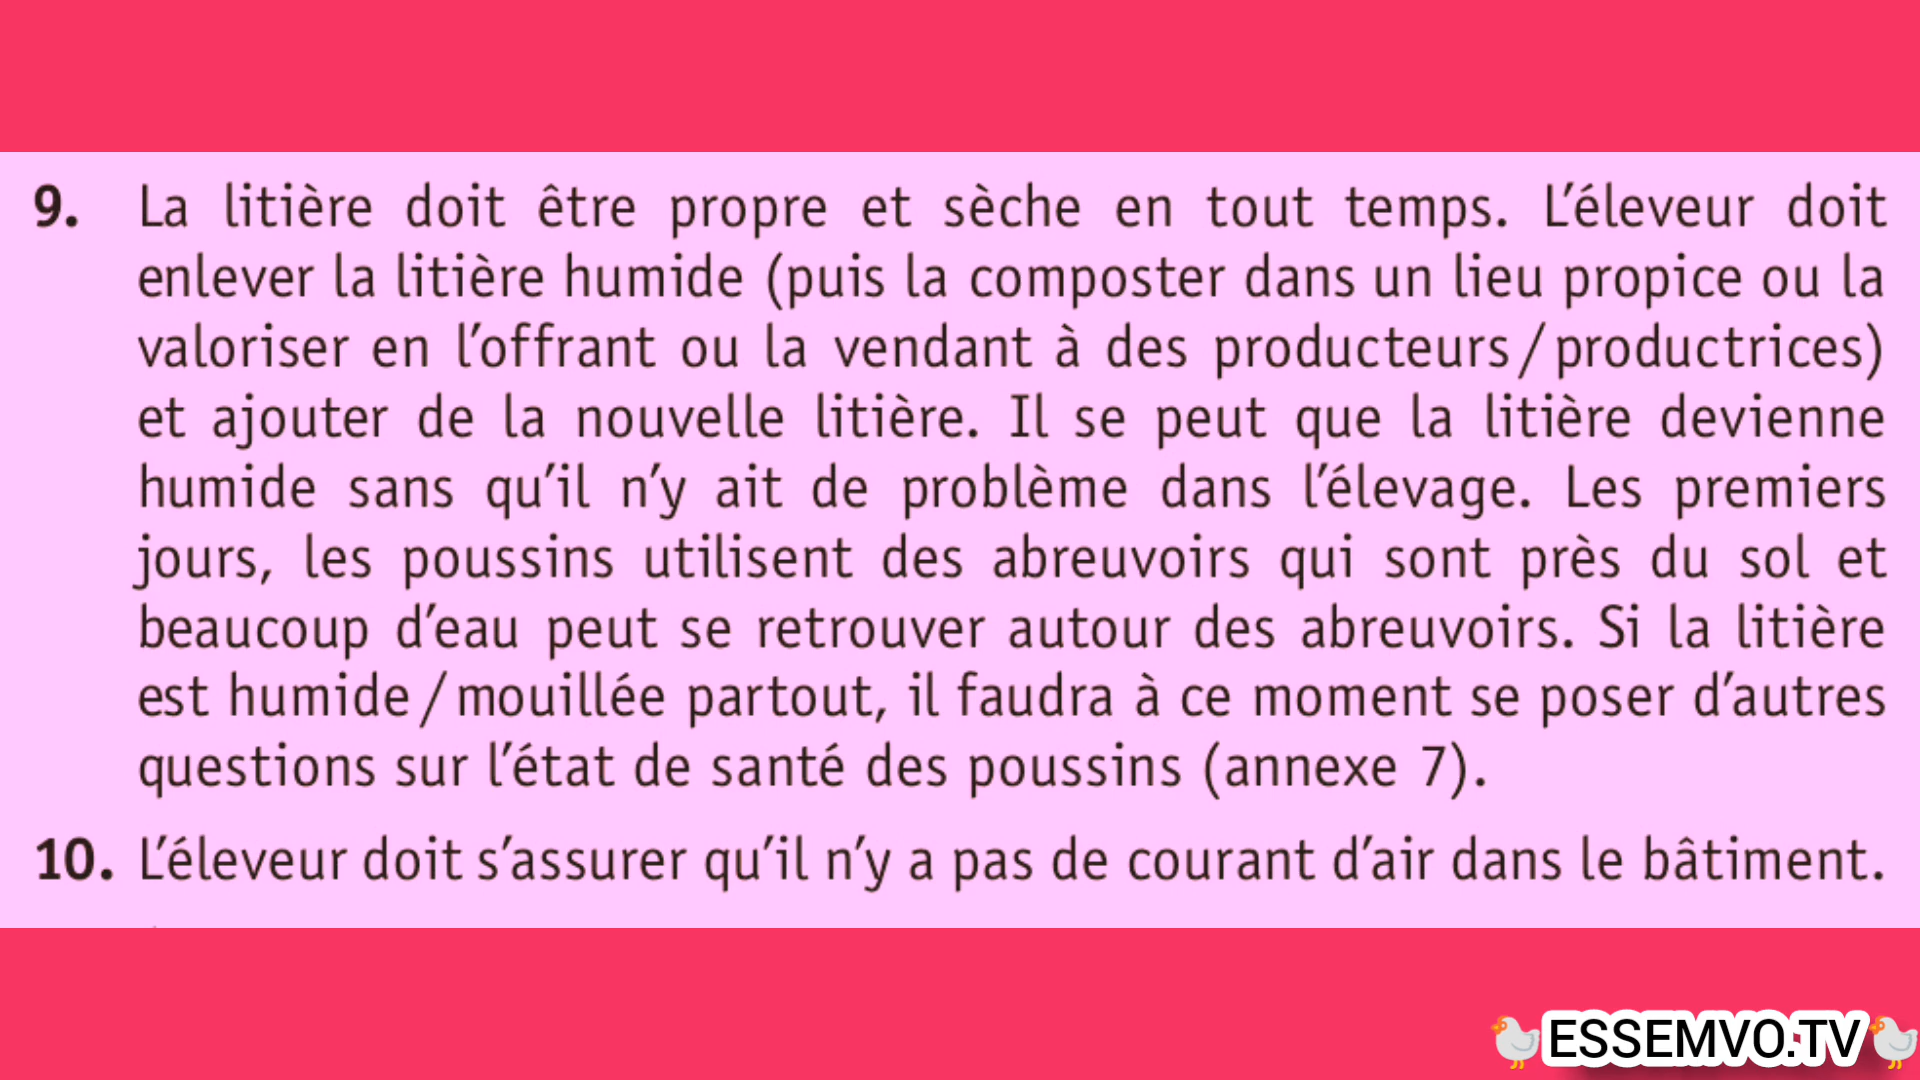 9. La litière doit être propre et sèche en tout temps. L’éleveur doit
enlever la litière humide (puis la composter dans un lieu propice ou la
valoriser en l’offrant ou la vendant à des producteurs/productrices)
et ajouter de la nouvelle litière. Il se peut que la litière devienne
humide sans qu’il n’y ait de problème dans l’élevage. Les premiers
jours, les poussins utilisent des abreuvoirs qui sont près du sol et
beaucoup d’eau peut se retrouver autour des abreuvoirs. Si la litière
est humide/mouillée partout, il faudra à ce moment se poser d’autres
questions sur l’état de santé des poussins (annexe 7).
10. L’éleveur doit s’assurer qu’il n’y a pas de courant d’air dans le bâtiment.
ESSEMVO.TV